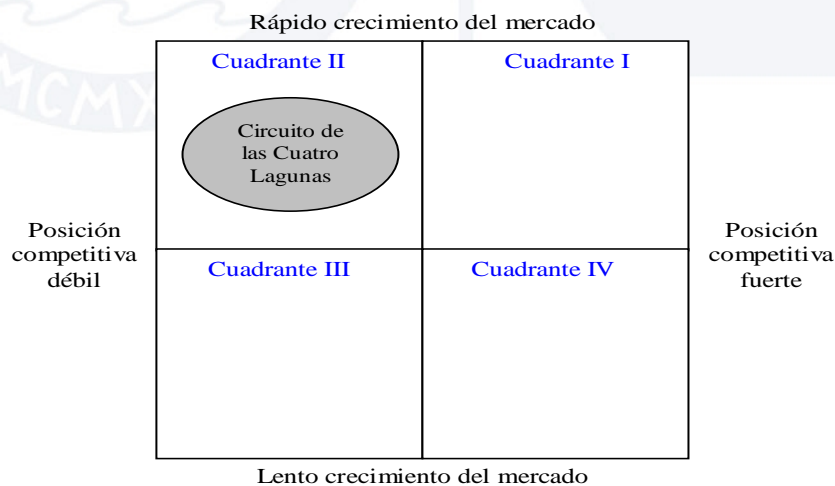 Rápido crecimiento del mercado
Cuadrante II
Cuadrante I
Circuito de
las Cuatro
Lagunas
Posición
competitiva
débil
Posición
competitiva
fuerte
Cuadrante III
Cuadrante IV
Lento crecimiento del mercado